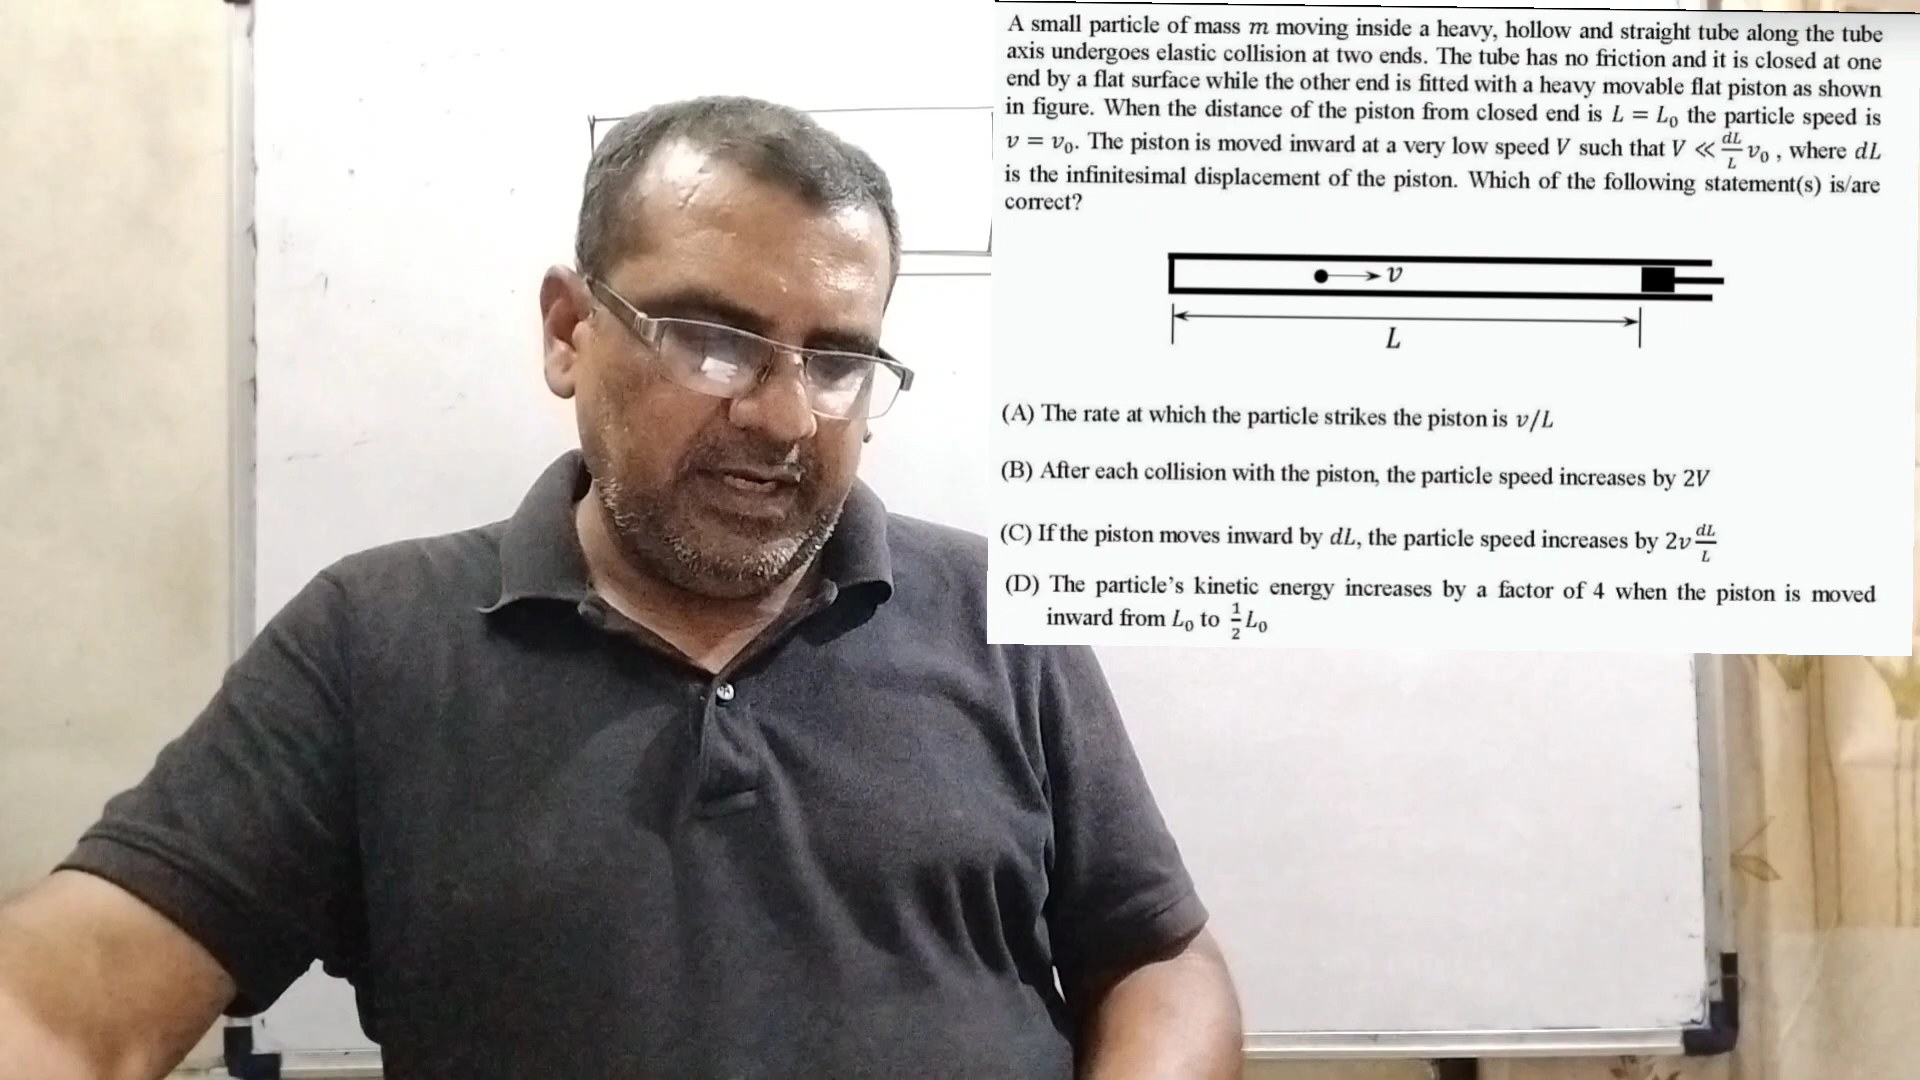 A small particle of mass m moving inside a heavy, hollow and straight tube along the tube
axis undergoes elastic collision at two ends. The tube has no friction and it is closed at one
end by a flat surface while the other end is fitted with a heavy movable flat piston as shown
in figure. When the distance of the piston from closed end is L = L₀ the particle speed is
v = v₀. The piston is moved inward at a very low speed V such that V ≪ dL/L v₀ , where dL
is the infinitesimal displacement of the piston. Which of the following statement(s) is/are
correct?
v
L
(A) The rate at which the particle strikes the piston is v/L
(B) After each collision with the piston, the particle speed increases by 2V
(C) If the piston moves inward by dL, the particle speed increases by 2v dL/L
(D) The particle's kinetic energy increases by a factor of 4 when the piston is moved
inward from L₀ to 1/2 L₀